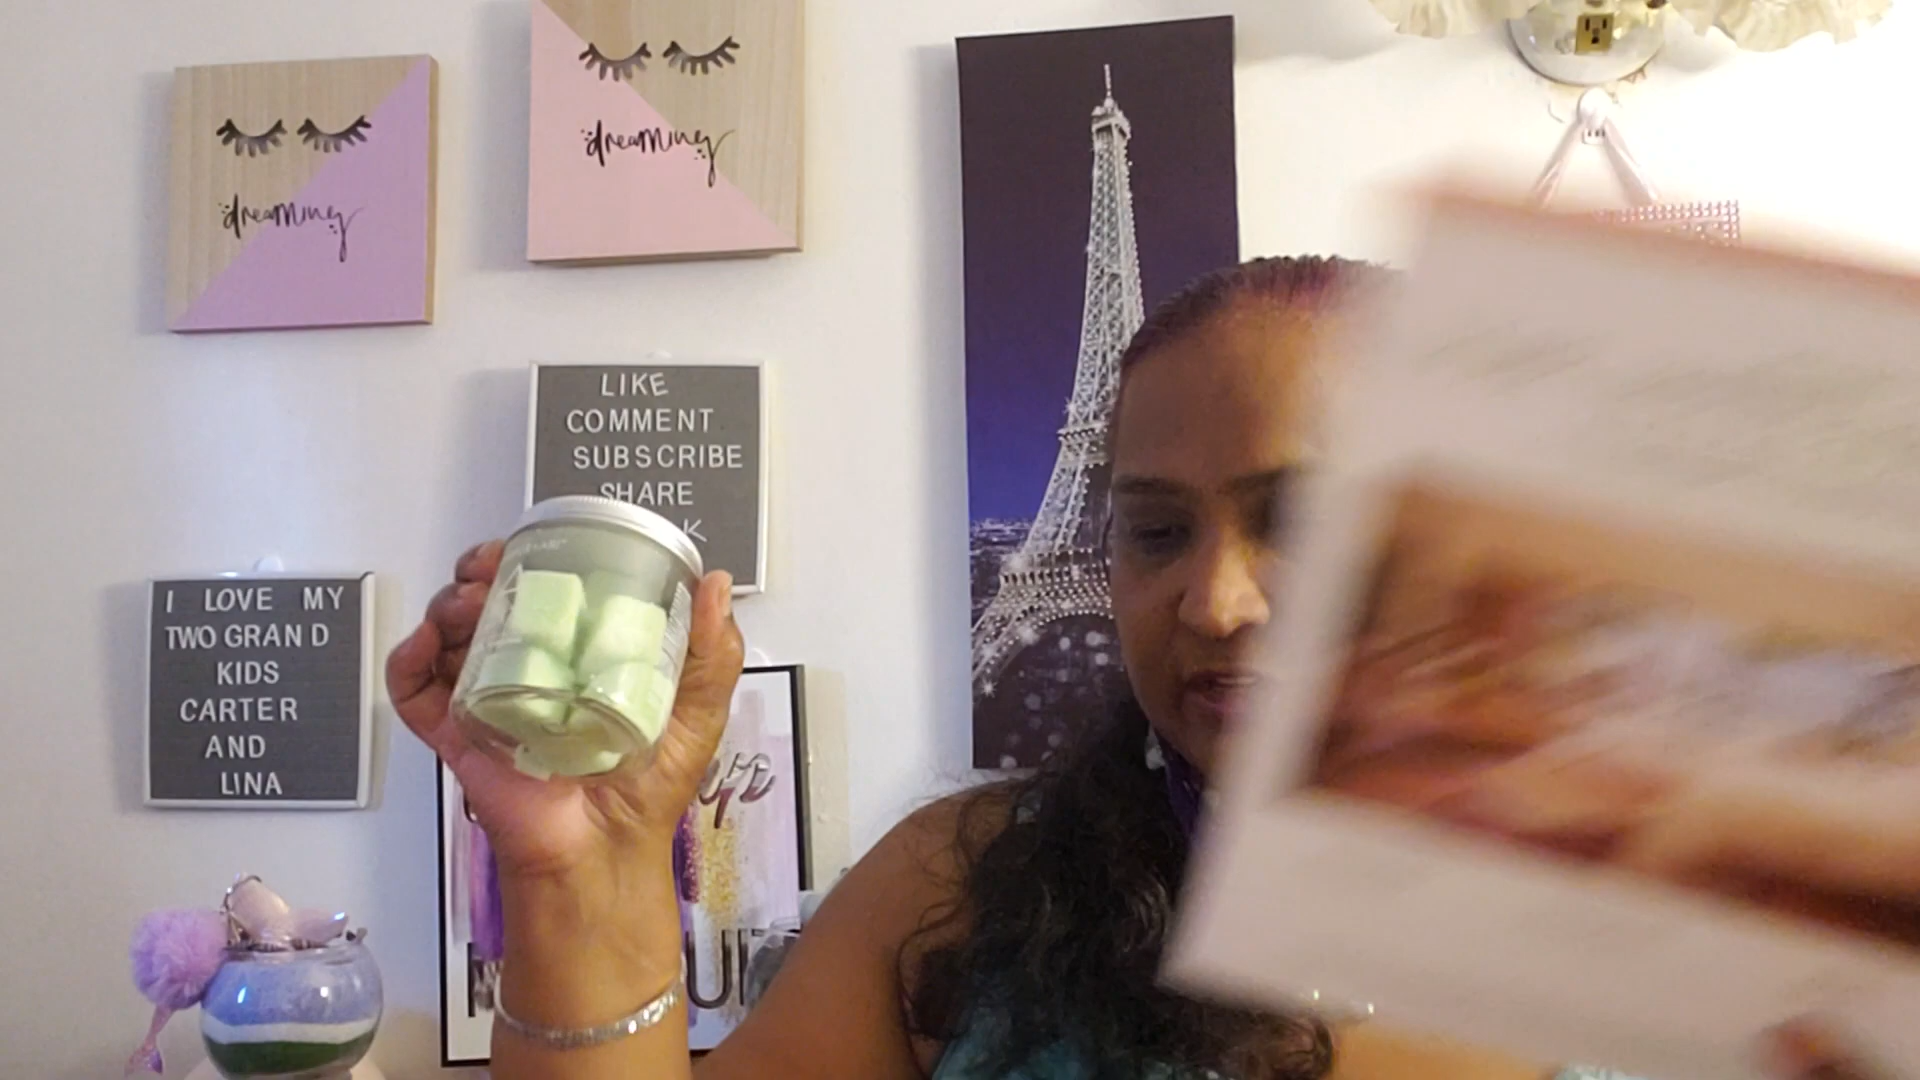 dreaming
dreaming
LIKE
COMMENT
SUBSCRIBE
SHARE
K
I LOVE MY
TWO GRAND
KIDS
CARTER
AND
LINA